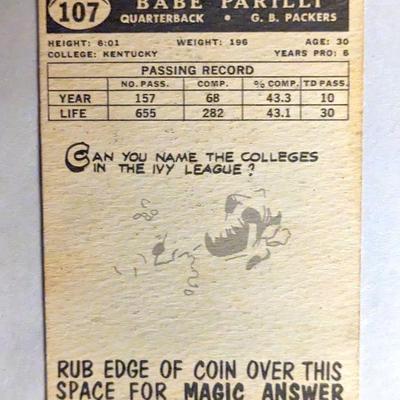 107
BABE PARILLI
QUARTERBACK • G. B. PACKERS
HEIGHT: 6:01 WEIGHT: 196 AGE: 30
COLLEGE: KENTUCKY YEARS PRO: 6
PASSING RECORD
NO. PASS. COMP. % COMP. TD PASS.
YEAR 157 68 43.3 10
LIFE 655 282 43.1 30
CAN YOU NAME THE COLLEGES
IN THE IVY LEAGUE?
RUB EDGE OF COIN OVER THIS
SPACE FOR MAGIC ANSWER